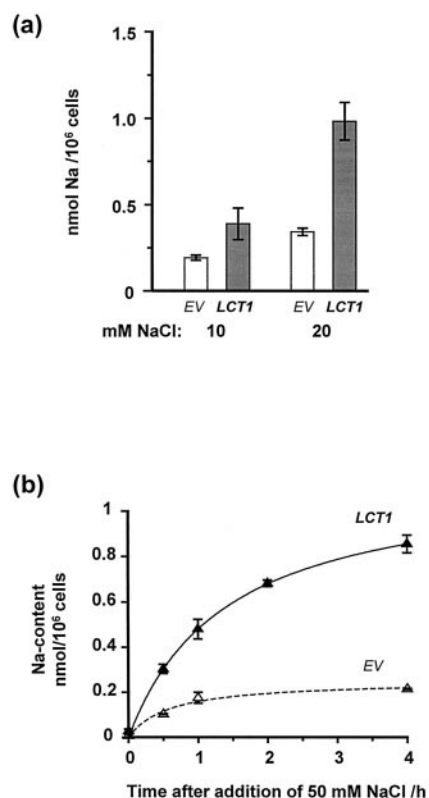 (a)
1.5
1.0
0.5
0
nmol Na /10⁶ cells
EV LCT1 EV LCT1
mM NaCl: 10 20
(b)
1
0.8
0.6
0.4
0.2
0
Na-content
nmol/10⁶ cells
LCT1
EV
0 1 2 3 4
Time after addition of 50 mM NaCl /h